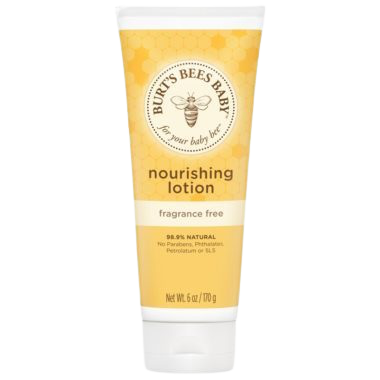 BURT'S BEES BABY
for your baby bee™
nourishing
lotion
fragrance free
98.9% NATURAL
No Parabens, Phthalates,
Petrolatum or SLS
Net Wt. 6 oz / 170 g